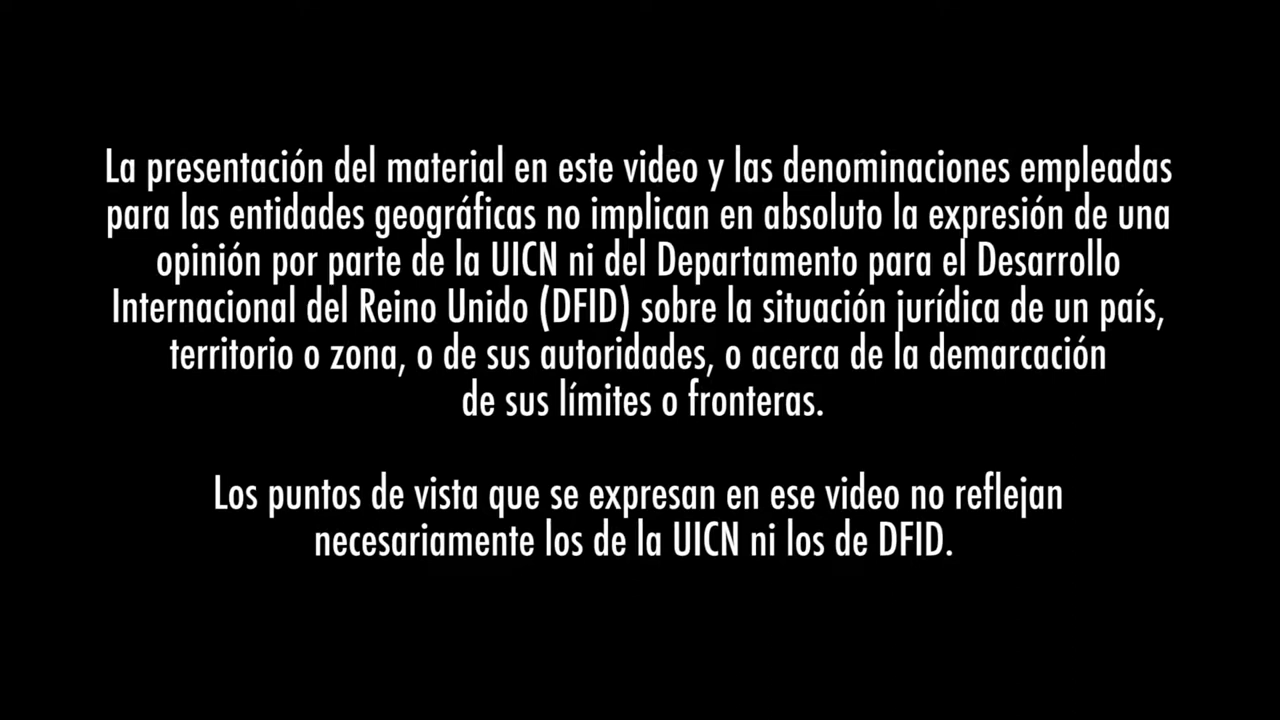 La presentación del material en este video y las denominaciones empleadas
para las entidades geográficas no implican en absoluto la expresión de una
opinión por parte de la UICN ni del Departamento para el Desarrollo
Internacional del Reino Unido (DFID) sobre la situación jurídica de un país,
territorio o zona, o de sus autoridades, o acerca de la demarcación
de sus límites o fronteras.
Los puntos de vista que se expresan en ese video no reflejan
necesariamente los de la UICN ni los de DFID.